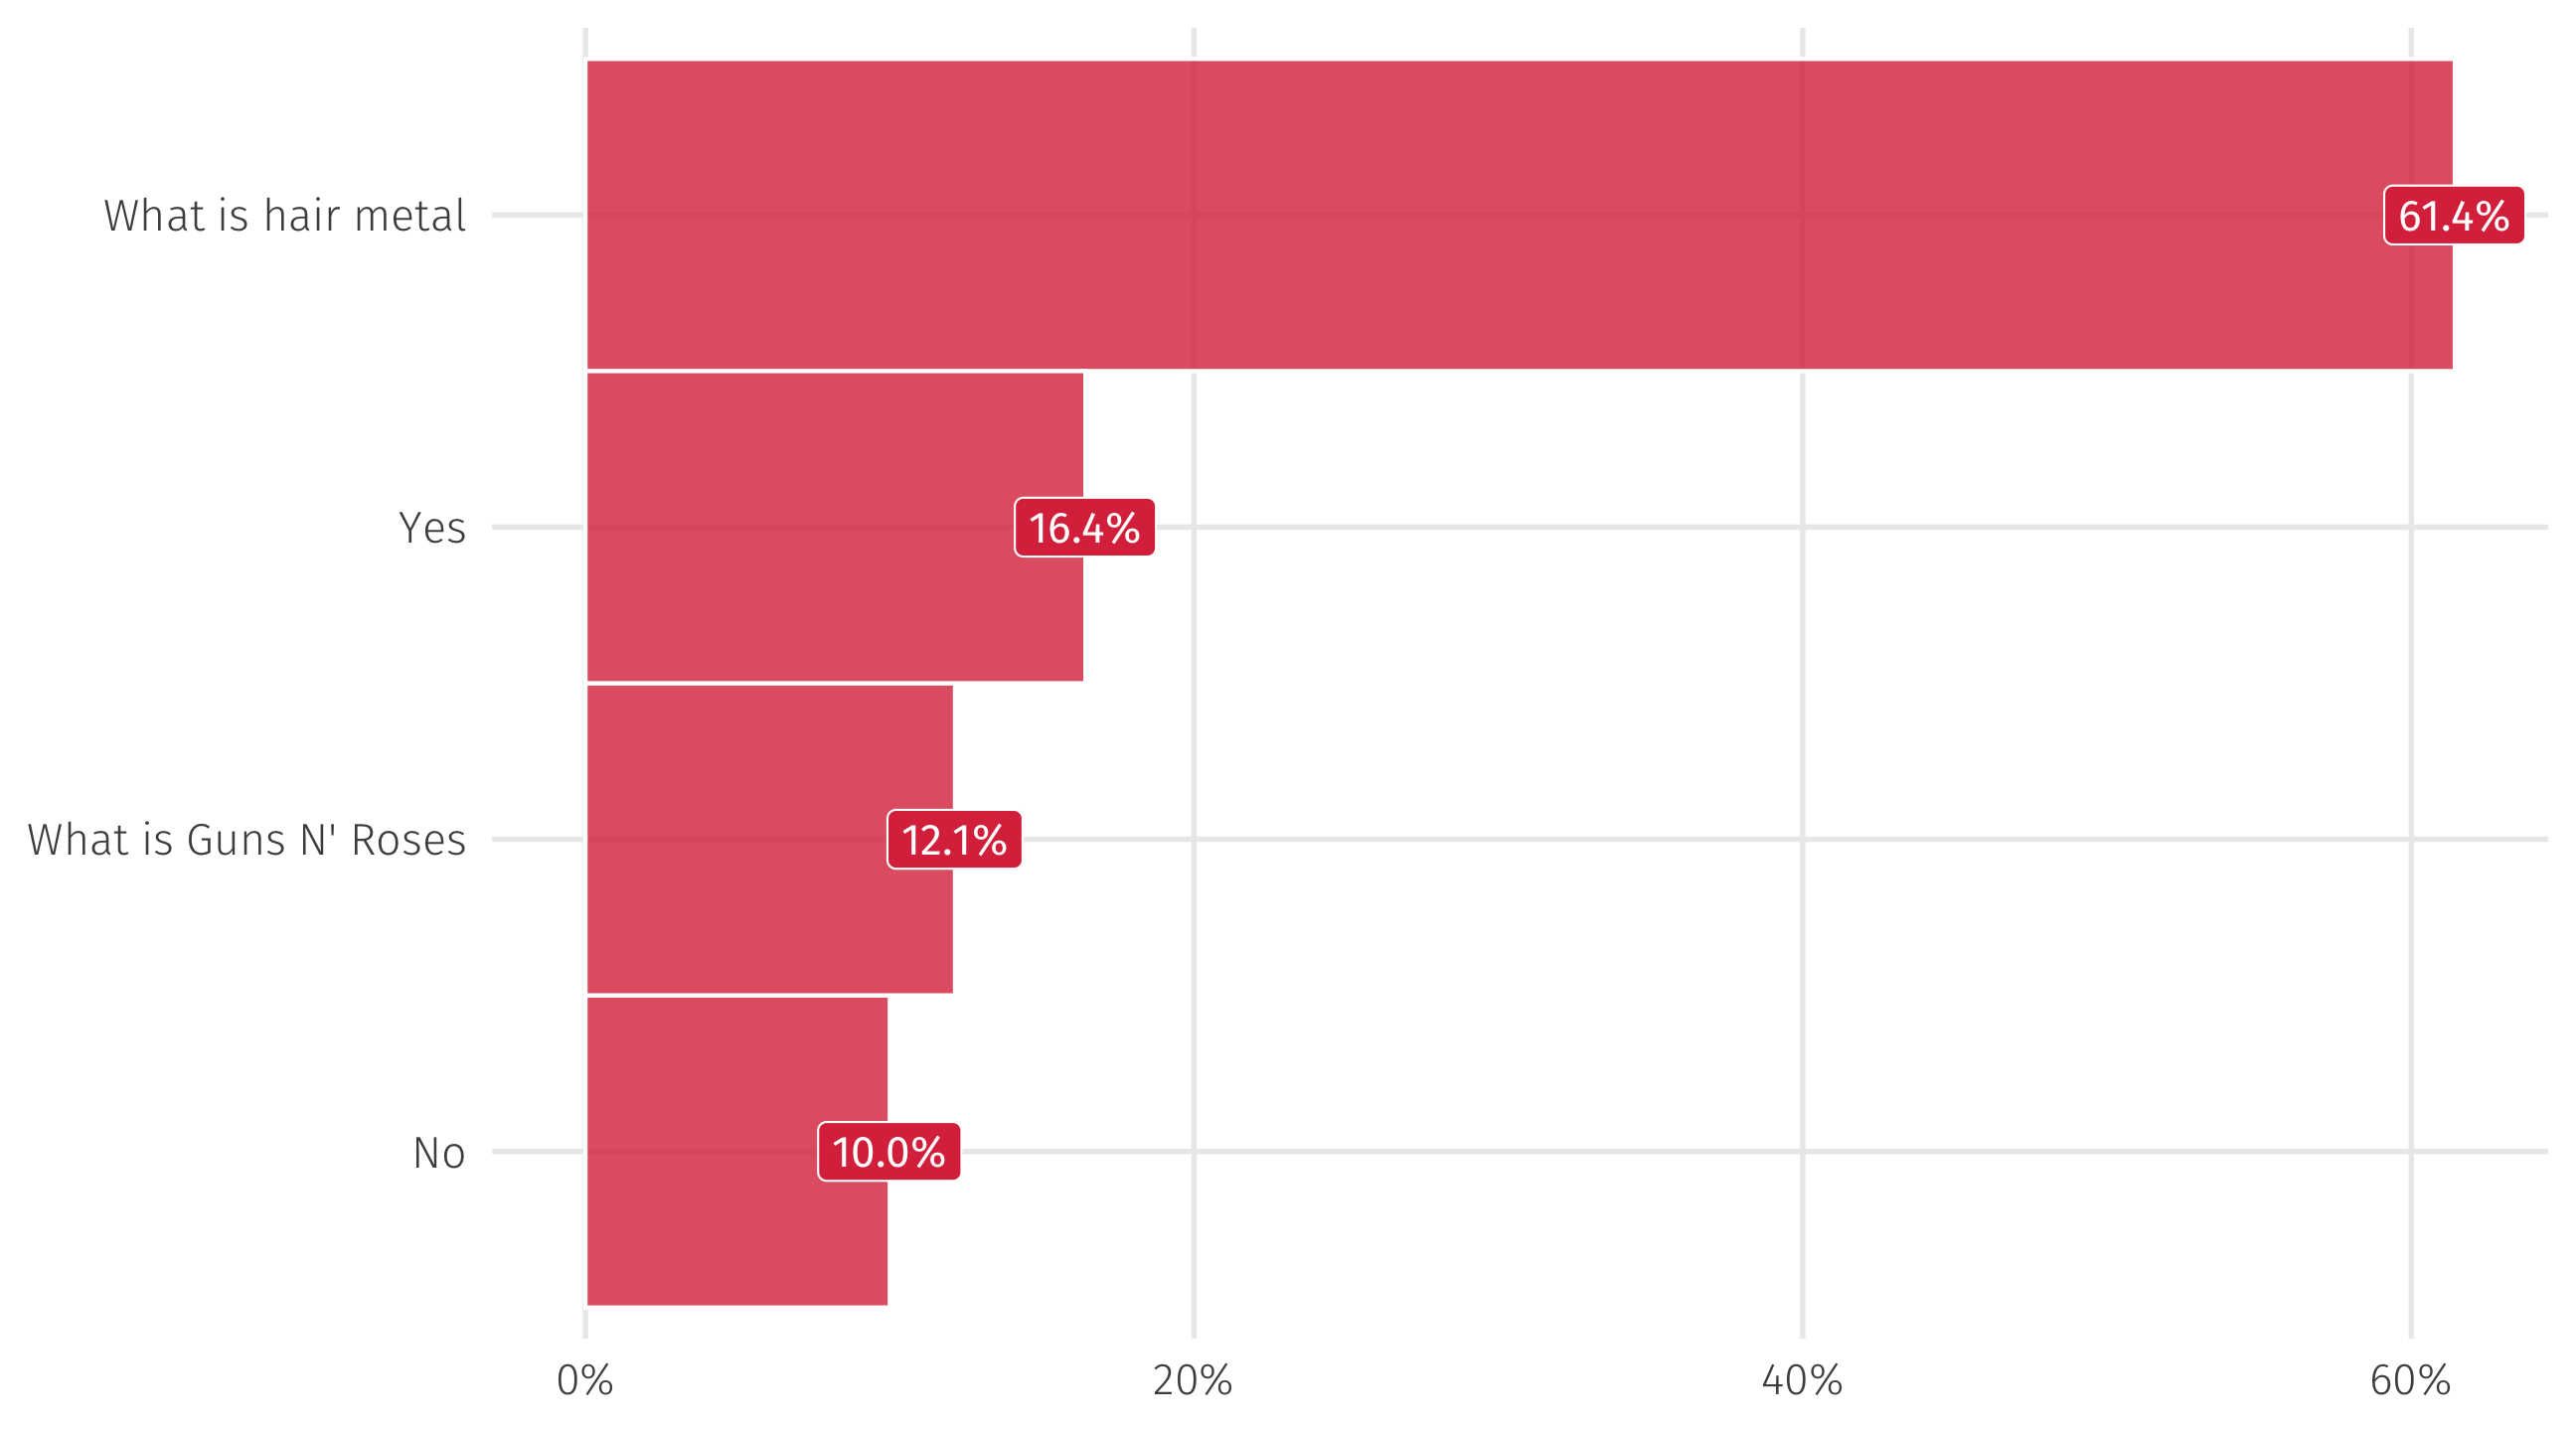 What is hair metal
61.4%
Yes
16.4%
What is Guns N' Roses
12.1%
No
10.0%
0%
20%
40%
60%